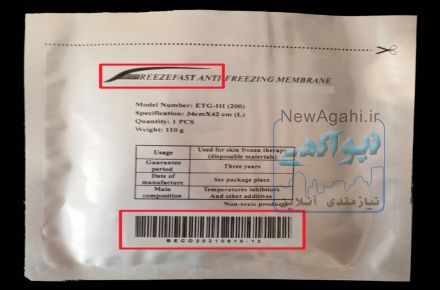 FREEZEFAST ANTI-FREEZING MEMBRANE
Model Number: ETG-III (200)
Specification: 34cmX42 cm (L)
Quantity: 1 PCS
Weight: 110 g
Usage Used for skin frozen therapy (disposable materials)
Guarantee period Three years
Date of manufacture See package place
Main composition Temperatures inhibitors And other additives
Non-toxic products
BECO20210615-12
NewAgahi.ir
نیوآگهی
نیازمندی آنلاین